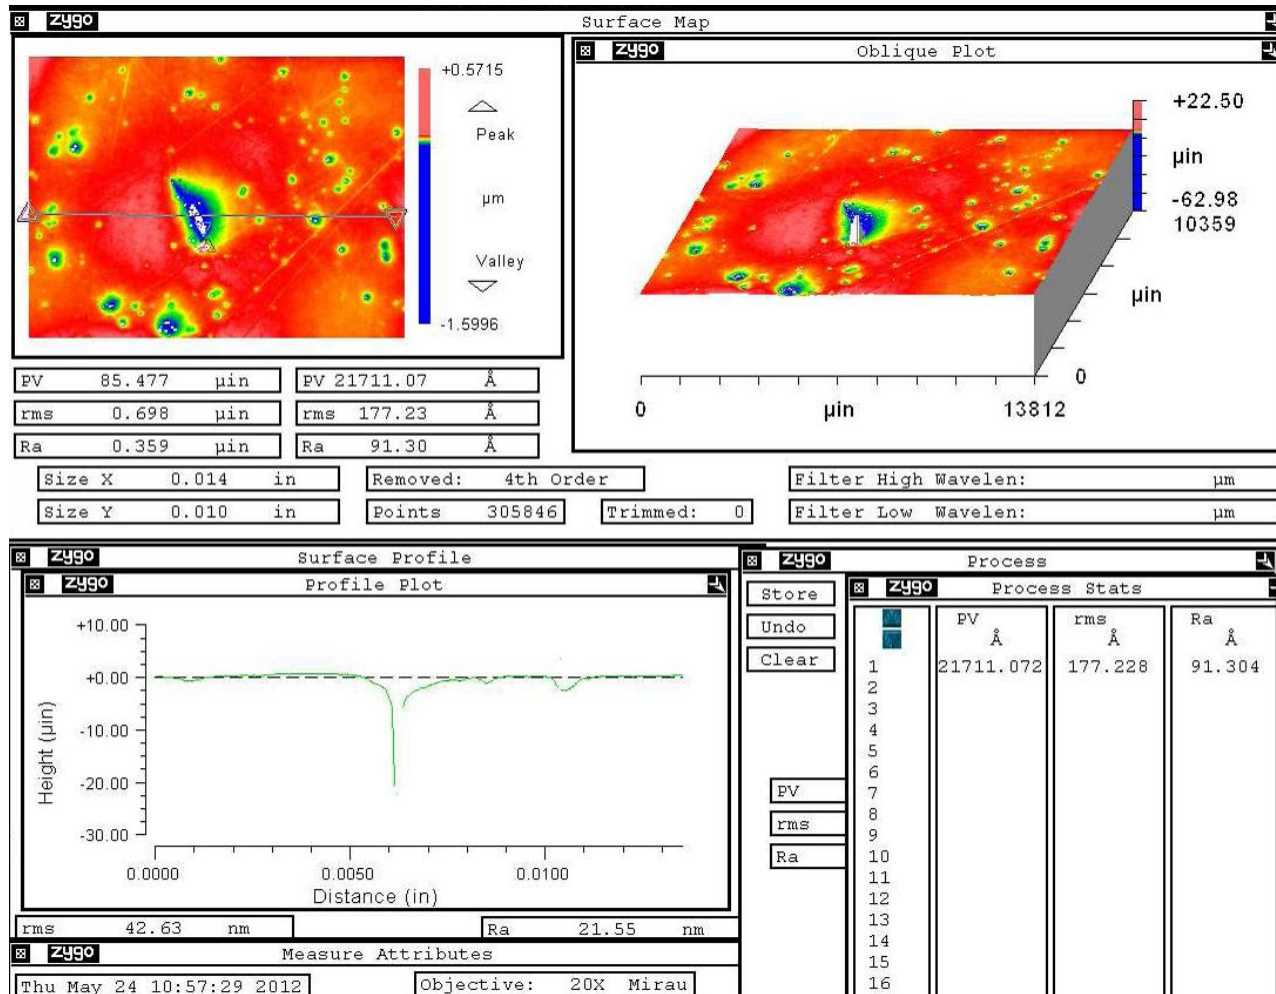 zygo Surface Map
+0.5715
Peak
µm
Valley
-1.5996
zygo Oblique Plot
+22.50
µin
-62.98
10359
µin
0
0 µin 13812
PV 85.477 µin
rms 0.698 µin
Ra 0.359 µin
PV 21711.07 Å
rms 177.23 Å
Ra 91.30 Å
Size X 0.014 in
Size Y 0.010 in
Removed: 4th Order
Points 305846
Trimmed: 0
Filter High Wavelen: µm
Filter Low Wavelen: µm
zygo Surface Profile
zygo Profile Plot
+10.00
+0.00
-10.00
-20.00
-30.00
Height (µin)
0.0000 0.0050 0.0100
Distance (in)
rms 42.63 nm
Ra 21.55 nm
zygo Measure Attributes
Thu May 24 10:57:29 2012
Objective: 20X Mirau
zygo Process
Store
Undo
Clear
PV
rms
Ra
zygo Process Stats
PV rms Ra
Å Å Å
1 21711.072 177.228 91.304
2
3
4
5
6
7
8
9
10
11
12
13
14
15
16